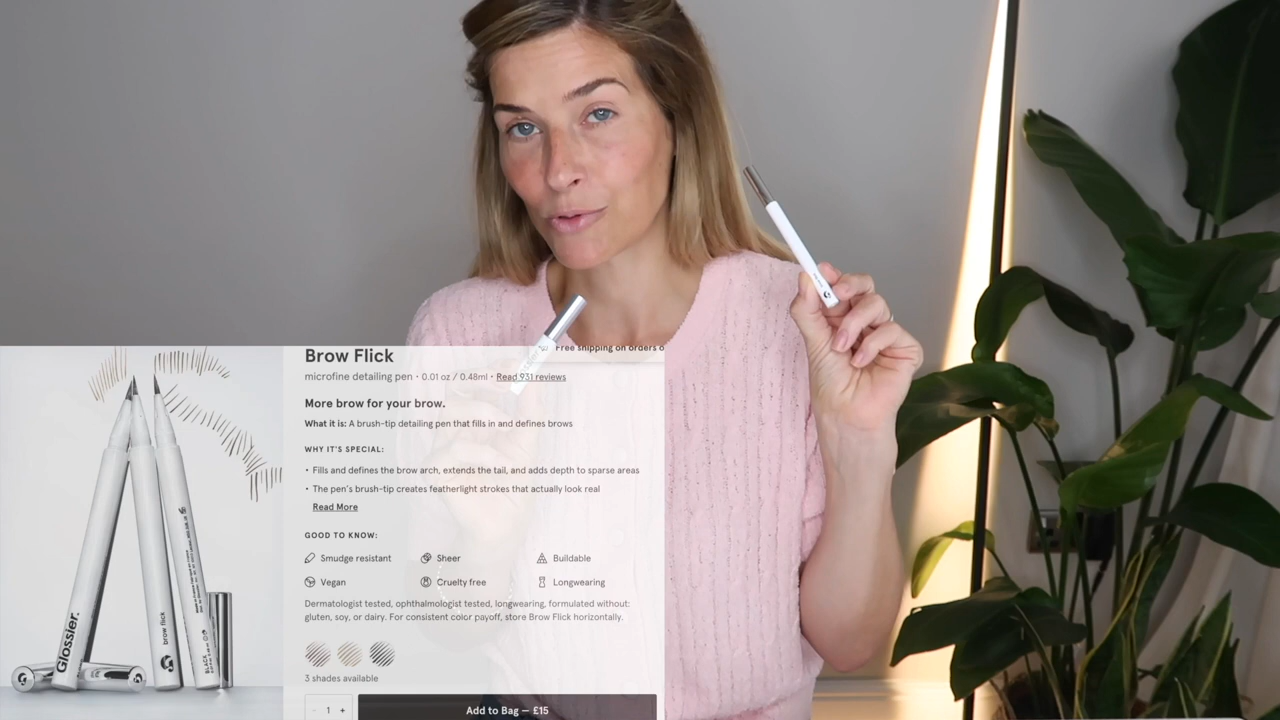 Free shipping on orders o
Brow Flick
microfine detailing pen • 0.01 oz / 0.48ml • Read 931 reviews
More brow for your brow.
What it is: A brush-tip detailing pen that fills in and defines brows
WHY IT'S SPECIAL:
• Fills and defines the brow arch, extends the tail, and adds depth to sparse areas
• The pen's brush-tip creates featherlight strokes that actually look real
Read More
GOOD TO KNOW:
Smudge resistant
Sheer
Buildable
Vegan
Cruelty free
Longwearing
Dermatologist tested, ophthalmologist tested, longwearing, formulated without:
gluten, soy, or dairy. For consistent color payoff, store Brow Flick horizontally.
3 shades available
- 1 +
Add to Bag — £15
Glossier.
G
brow flick
BLACK